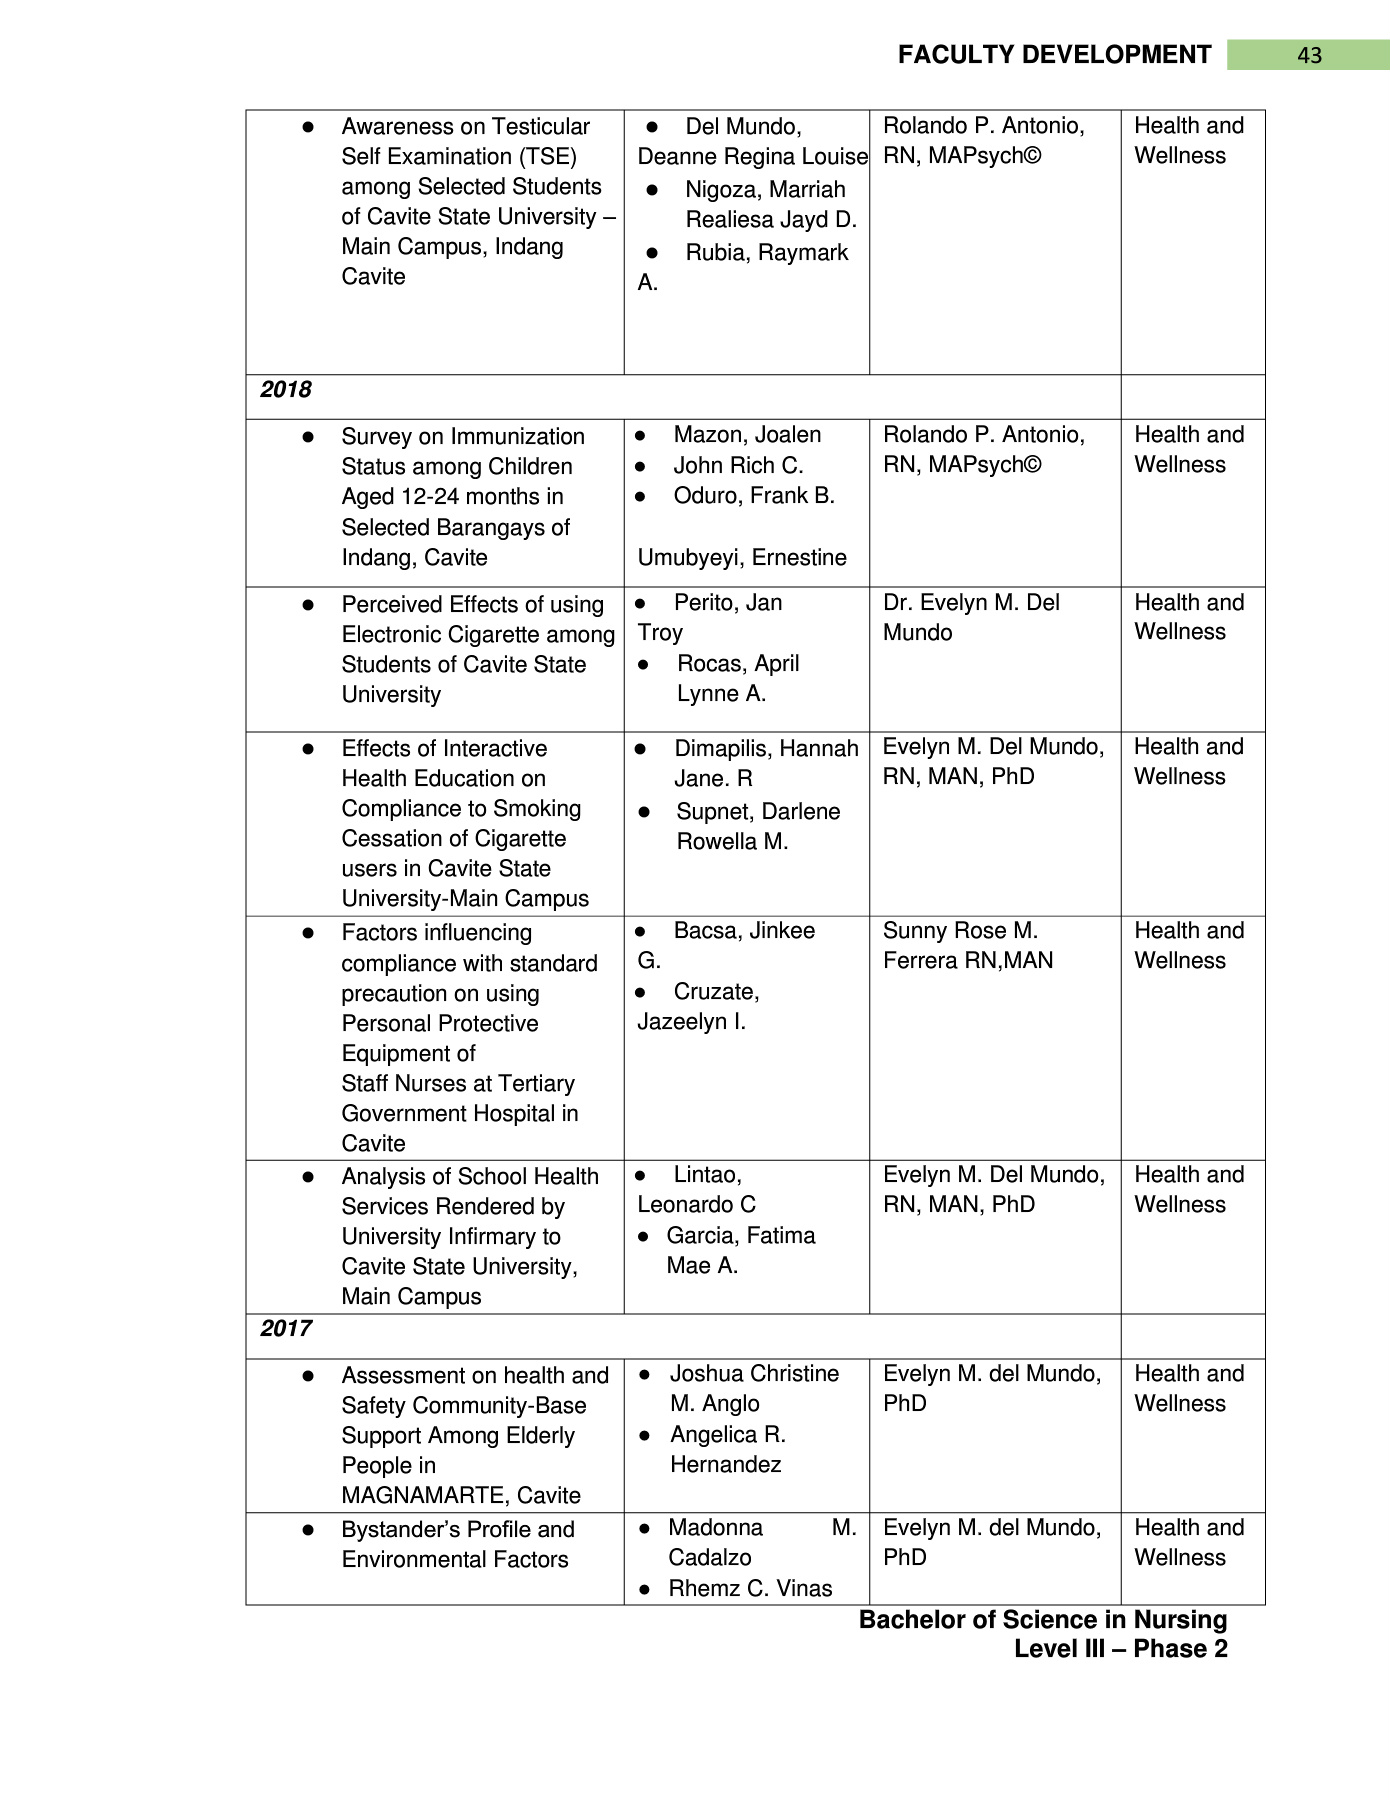 FACULTY DEVELOPMENT 43
● Awareness on Testicular
Self Examination (TSE)
among Selected Students
of Cavite State University –
Main Campus, Indang
Cavite
● Del Mundo,
Deanne Regina Louise
● Nigoza, Marriah
Realiesa Jayd D.
● Rubia, Raymark
A.
Rolando P. Antonio,
RN, MAPsych©
Health and
Wellness
2018
● Survey on Immunization
Status among Children
Aged 12-24 months in
Selected Barangays of
Indang, Cavite
● Mazon, Joalen
● John Rich C.
● Oduro, Frank B.
Umubyeyi, Ernestine
Rolando P. Antonio,
RN, MAPsych©
Health and
Wellness
● Perceived Effects of using
Electronic Cigarette among
Students of Cavite State
University
● Perito, Jan
Troy
● Rocas, April
Lynne A.
Dr. Evelyn M. Del
Mundo
Health and
Wellness
● Effects of Interactive
Health Education on
Compliance to Smoking
Cessation of Cigarette
users in Cavite State
University-Main Campus
● Dimapilis, Hannah
Jane. R
● Supnet, Darlene
Rowella M.
Evelyn M. Del Mundo,
RN, MAN, PhD
Health and
Wellness
● Factors influencing
compliance with standard
precaution on using
Personal Protective
Equipment of
Staff Nurses at Tertiary
Government Hospital in
Cavite
● Bacsa, Jinkee
G.
● Cruzate,
Jazeelyn I.
Sunny Rose M.
Ferrera RN,MAN
Health and
Wellness
● Analysis of School Health
Services Rendered by
University Infirmary to
Cavite State University,
Main Campus
● Lintao,
Leonardo C
● Garcia, Fatima
Mae A.
Evelyn M. Del Mundo,
RN, MAN, PhD
Health and
Wellness
2017
● Assessment on health and
Safety Community-Base
Support Among Elderly
People in
MAGNAMARTE, Cavite
● Joshua Christine
M. Anglo
● Angelica R.
Hernandez
Evelyn M. del Mundo,
PhD
Health and
Wellness
● Bystander’s Profile and
Environmental Factors
● Madonna M.
Cadalzo
● Rhemz C. Vinas
Evelyn M. del Mundo,
PhD
Health and
Wellness
Bachelor of Science in Nursing
Level III – Phase 2